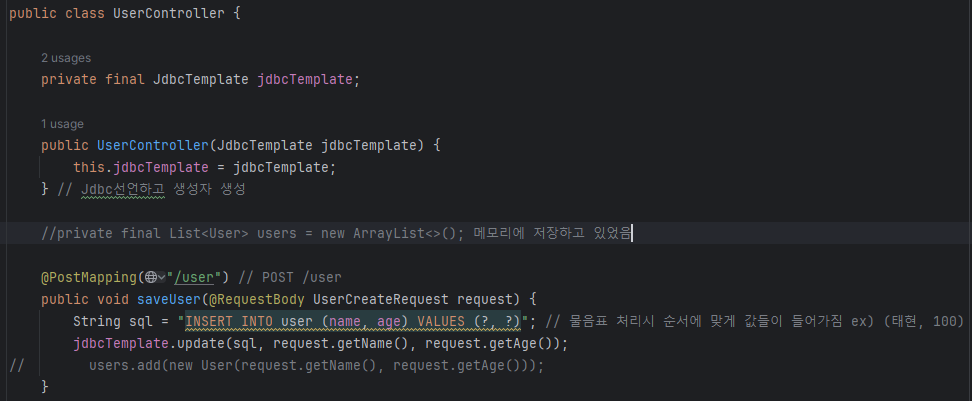 public class UserController {
2 usages
private final JdbcTemplate jdbcTemplate;
1 usage
public UserController(JdbcTemplate jdbcTemplate) {
this.jdbcTemplate = jdbcTemplate;
} // Jdbc선언하고 생성자 생성
//private final List<User> users = new ArrayList<>(); 메모리에 저장하고 있었음
@PostMapping("/user") // POST /user
public void saveUser(@RequestBody UserCreateRequest request) {
String sql = "INSERT INTO user (name, age) VALUES (?, ?)"; // 물음표 처리시 순서에 맞게 값들이 들어가짐 ex) (태현, 100)
jdbcTemplate.update(sql, request.getName(), request.getAge());
// users.add(new User(request.getName(), request.getAge()));
}